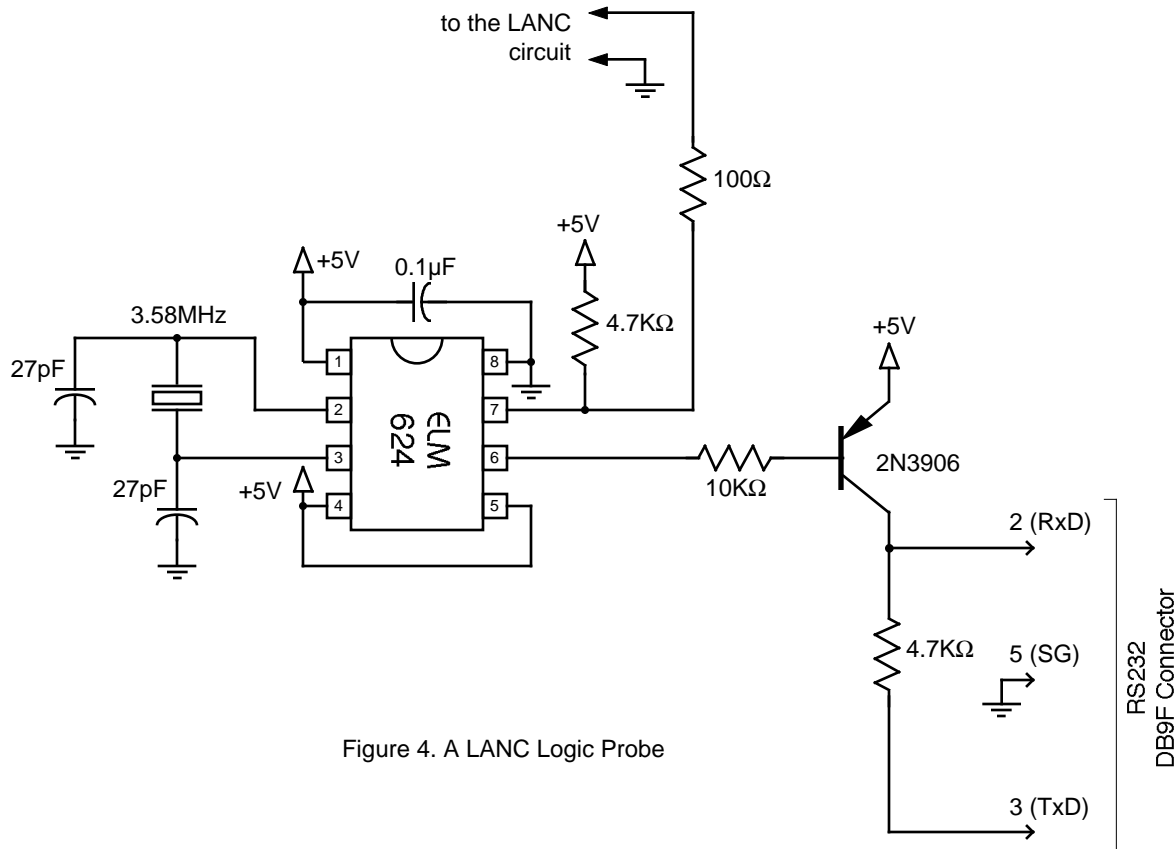 to the LANC
circuit
100Ω
+5V
+5V
0.1µF
4.7KΩ
3.58MHz
+5V
27pF
1
8
2
7
ELM
624
2N3906
3
6
10KΩ
27pF
+5V
4
5
2 (RxD)
4.7KΩ
5 (SG)
RS232
DB9F Connector
Figure 4. A LANC Logic Probe
3 (TxD)